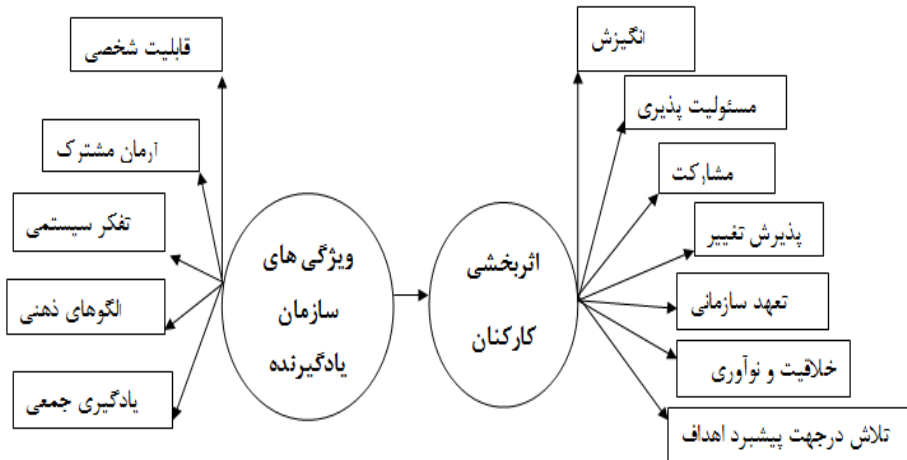 انگیزش
مسئولیت پذیری
مشارکت
پذیرش تغییر
تعهد سازمانی
خلاقیت و نوآوری
تلاش درجهت پیشبرد اهداف
اثربخشی
کارکنان
ویژگی های
سازمان
یادگیرنده
قابلیت شخصی
آرمان مشترک
تفکر سیستمی
الگوهای ذهنی
یادگیری جمعی